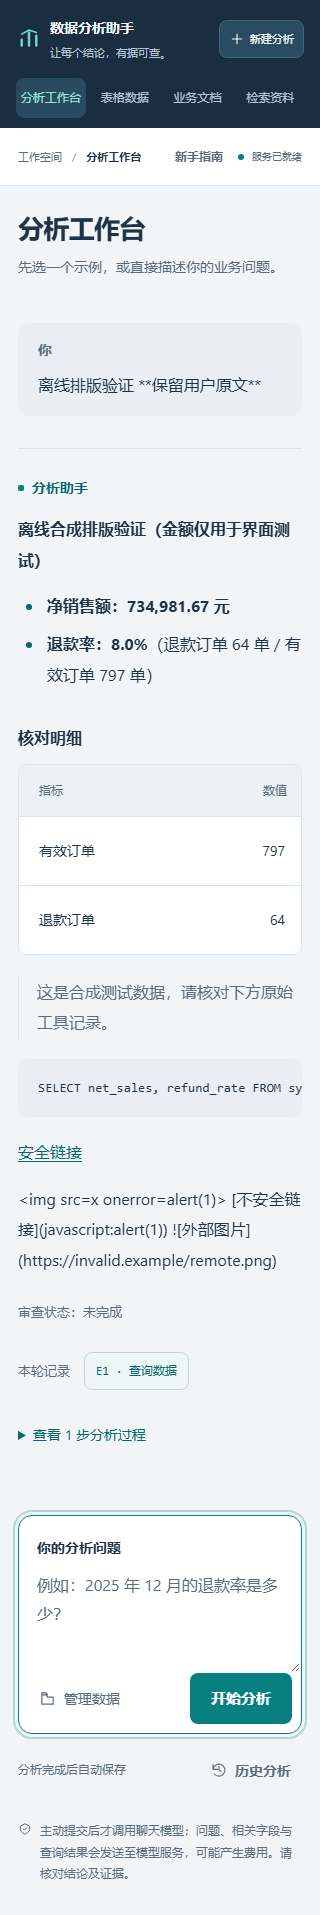 数据分析助手
让每个结论，有据可查。
新建分析
分析工作台 表格数据 业务文档 检索资料
工作空间 / 分析工作台 新手指南 服务已就绪
分析工作台
先选一个示例，或直接描述你的业务问题。
你
离线排版验证 **保留用户原文**
分析助手
离线合成排版验证（金额仅用于界面测
试）
净销售额：734,981.67 元
退款率：8.0%（退款订单 64 单 / 有
效订单 797 单）
核对明细
指标 数值
有效订单 797
退款订单 64
这是合成测试数据，请核对下方原始
工具记录。
SELECT net_sales, refund_rate FROM sy
安全链接
<img src=x onerror=alert(1)> [不安全链
接](javascript:alert(1)) ![外部图片]
(https://invalid.example/remote.png)
审查状态：未完成
本轮记录 E1 · 查询数据
查看 1 步分析过程
你的分析问题
例如：2025 年 12 月的退款率是多
少？
管理数据 开始分析
分析完成后自动保存 历史分析
主动提交后才调用聊天模型；问题、相关字段与
查询结果会发送至模型服务，可能产生费用。请
核对结论及证据。